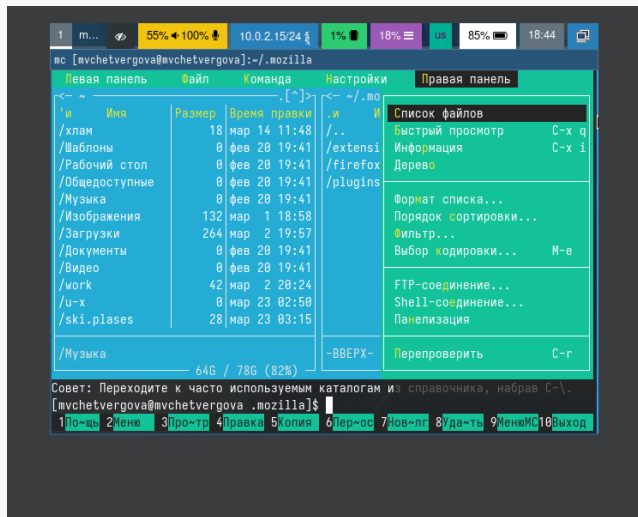 1 m... 55% 100% 10.0.2.15/24 1% 18% us 85% 18:44
mc [mvchetvergova@mvchetvergova]:~/.mozilla
Левая панель Файл Команда Настройки Правая панель
<— ~ .[^]> <— ~/.mo
'и Имя Размер Время правки .и И Список файлов
/хлам 18 мар 14 11:48 /.. Быстрый просмотр C-x q
/Шаблоны 0 фев 20 19:41 /extensi Информация C-x i
/Рабочий стол 0 фев 20 19:41 /firefox Дерево
/Общедоступные 0 фев 20 19:41 /plugins
/Музыка 0 фев 20 19:41 Формат списка...
/Изображения 132 мар 1 18:58 Порядок сортировки...
/Загрузки 264 мар 2 19:57 Фильтр...
/Документы 0 фев 20 19:41 Выбор кодировки... M-e
/Видео 0 фев 20 19:41
/work 42 мар 2 20:24 FTP-соединение...
/u-x 0 мар 23 02:50 Shell-соединение...
/ski.plases 28 мар 23 03:15 Панелизация
/Музыка -ВВЕРХ- Перепроверить C-r
64G / 78G (82%)
Совет: Переходите к часто используемым каталогам из справочника, набрав C-\.
[mvchetvergova@mvchetvergova .mozilla]$
1По~щь 2Меню 3Про~тр 4Правка 5Копия 6Пер~ос 7Нов~лг 8Уда~ть 9МенюMC 10Выход